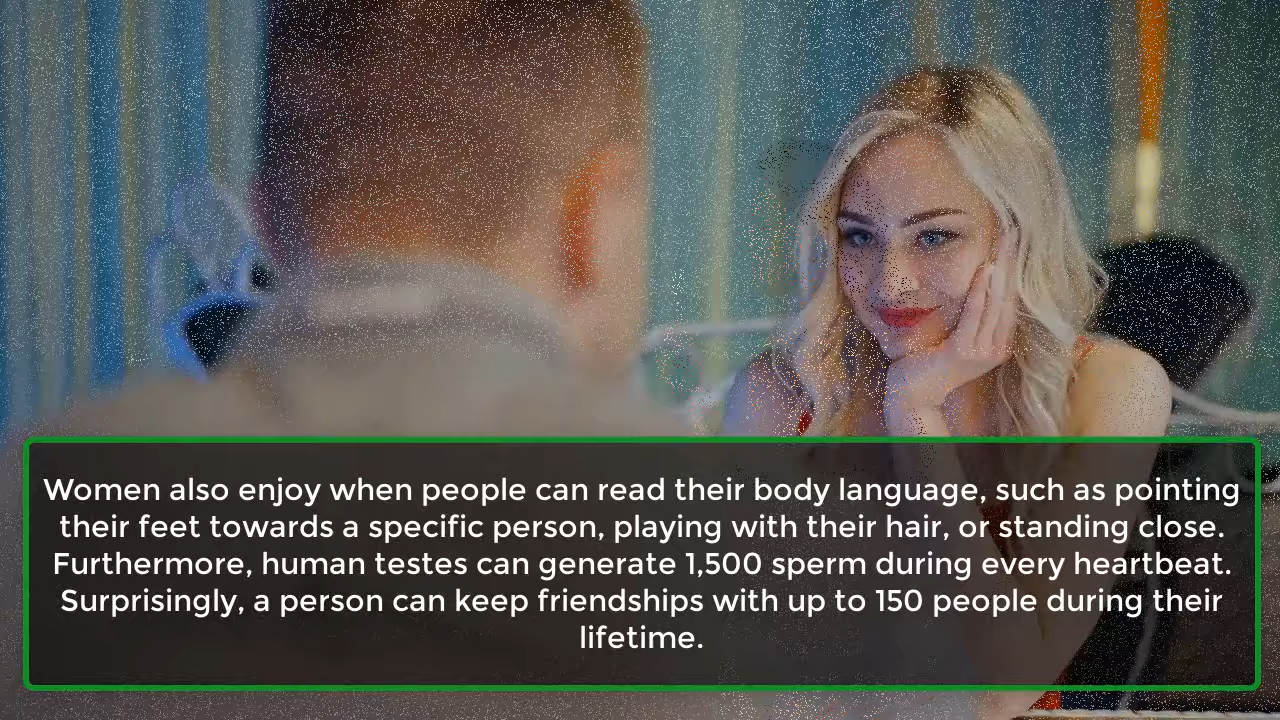 Women also enjoy when people can read their body language, such as pointing
their feet towards a specific person, playing with their hair, or standing close.
Furthermore, human testes can generate 1,500 sperm during every heartbeat.
Surprisingly, a person can keep friendships with up to 150 people during their
lifetime.